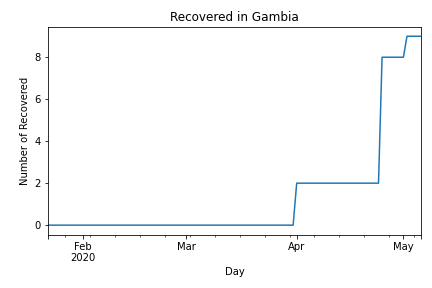 Recovered in Gambia
Number of Recovered
8
6
4
2
0
Feb
2020
Mar
Apr
May
Day